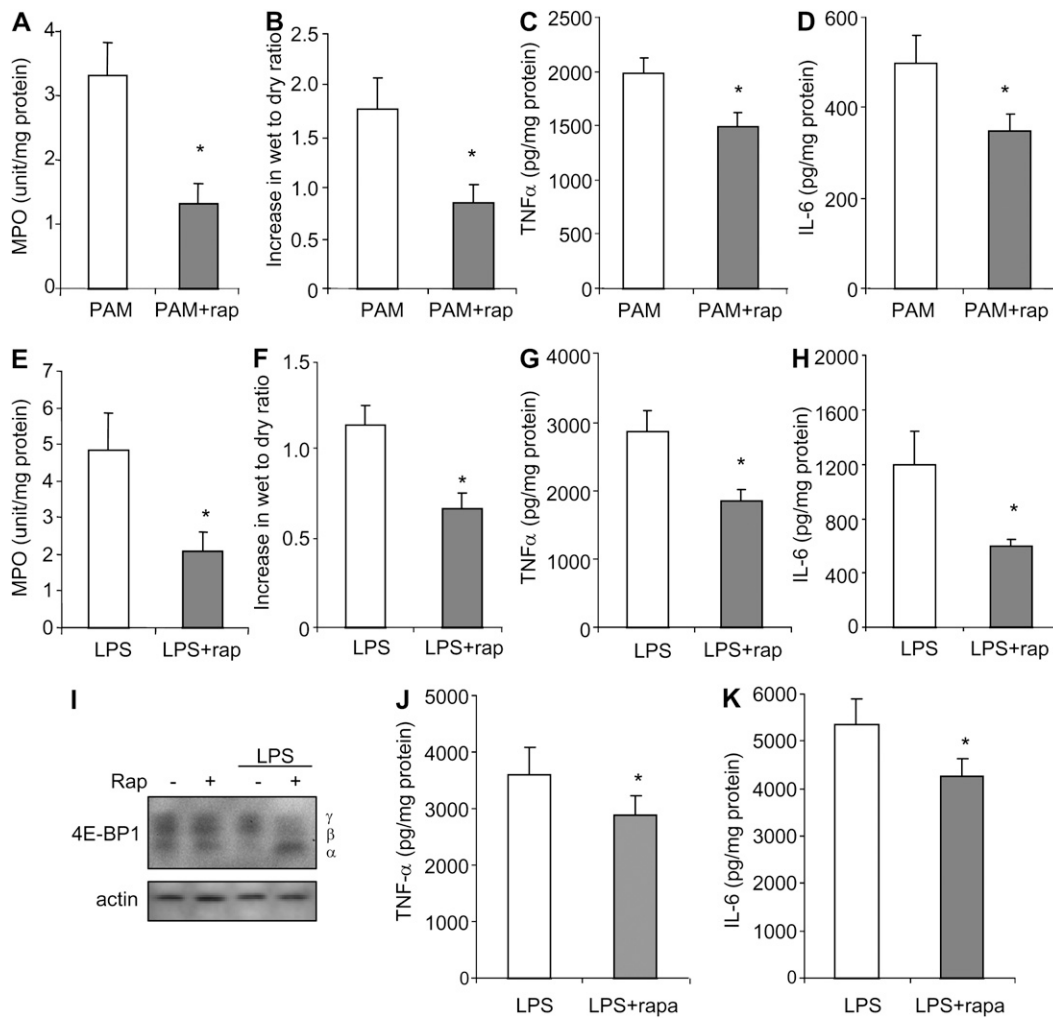 A
MPO (unit/mg protein)
4
3
2
1
0
PAM
PAM+rap
B
Increase in wet to dry ratio
2.5
2.0
1.5
1.0
0.5
0
PAM
PAM+rap
C
TNFα (pg/mg protein)
2500
2000
1500
1000
500
0
PAM
PAM+rap
D
IL-6 (pg/mg protein)
600
400
200
0
PAM
PAM+rap
E
MPO (unit/mg protein)
7
6
5
4
3
2
1
0
LPS
LPS+rap
F
Increase in wet to dry ratio
1.5
1.0
0.5
0
LPS
LPS+rap
G
TNFα (pg/mg protein)
4000
3000
2000
1000
0
LPS
LPS+rap
H
IL-6 (pg/mg protein)
2000
1600
1200
800
400
0
LPS
LPS+rap
I
LPS
Rap - + - +
4E-BP1
γ
β
α
actin
J
TNF-α (pg/mg protein)
5000
4000
3000
2000
1000
0
LPS
LPS+rapa
K
IL-6 (pg/mg protein)
6000
5000
4000
3000
2000
1000
0
LPS
LPS+rapa